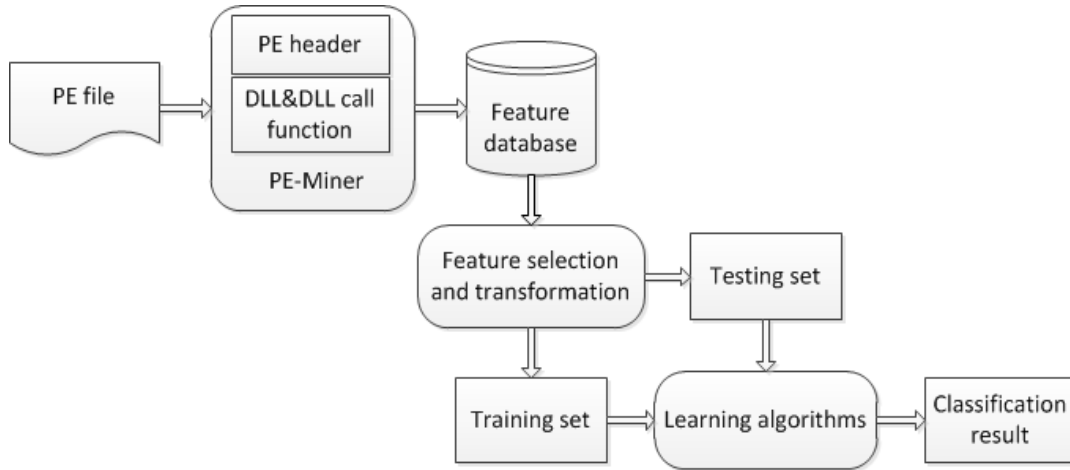 PE file
PE header
DLL&DLL call
function
PE-Miner
Feature
database
Feature selection
and transformation
Testing set
Training set
Learning algorithms
Classification
result